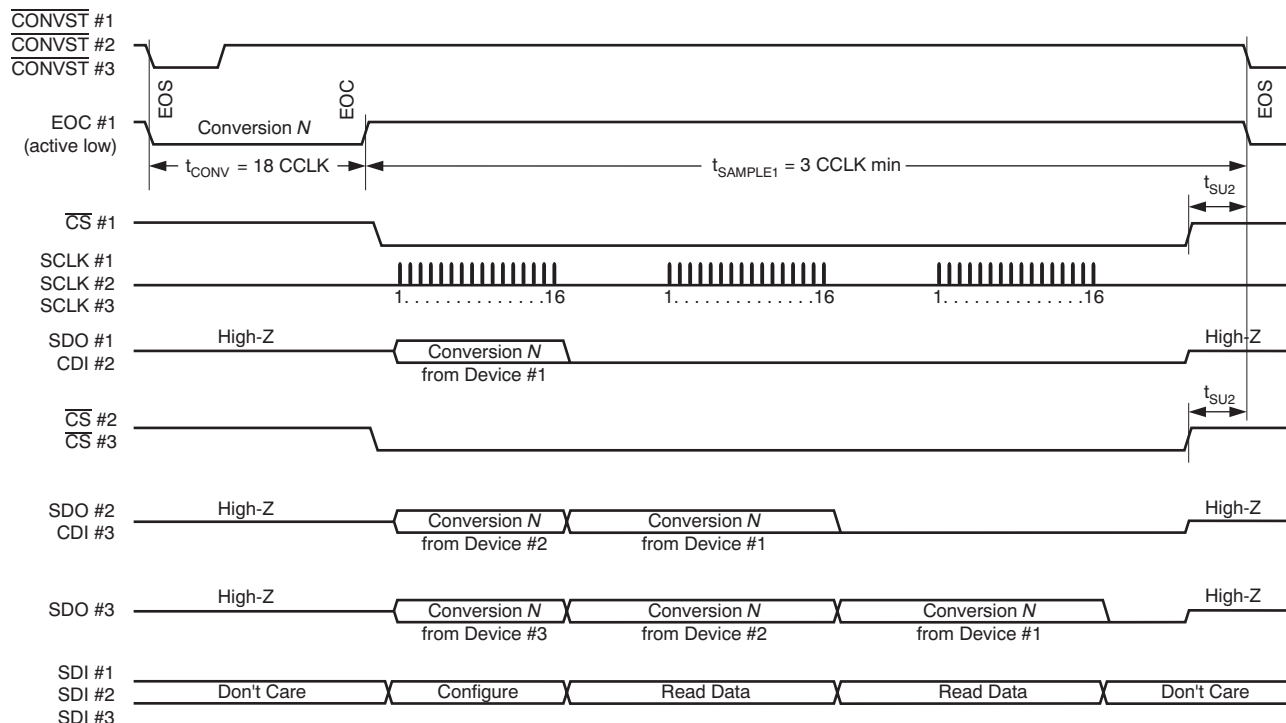 CONVST #1
CONVST #2
CONVST #3
EOS
EOC
EOS
EOC #1
(active low)
Conversion N
tCONV = 18 CCLK
tSAMPLE1 = 3 CCLK min
tSU2
CS #1
SCLK #1
SCLK #2
SCLK #3
1. . . . . . . . . . . . . .16
1. . . . . . . . . . . . . .16
1. . . . . . . . . . . . . .16
SDO #1
CDI #2
High-Z
Conversion N
from Device #1
High-Z
tSU2
CS #2
CS #3
SDO #2
CDI #3
High-Z
Conversion N
from Device #2
Conversion N
from Device #1
High-Z
SDO #3
High-Z
Conversion N
from Device #3
Conversion N
from Device #2
Conversion N
from Device #1
High-Z
SDI #1
SDI #2
SDI #3
Don't Care
Configure
Read Data
Read Data
Don't Care